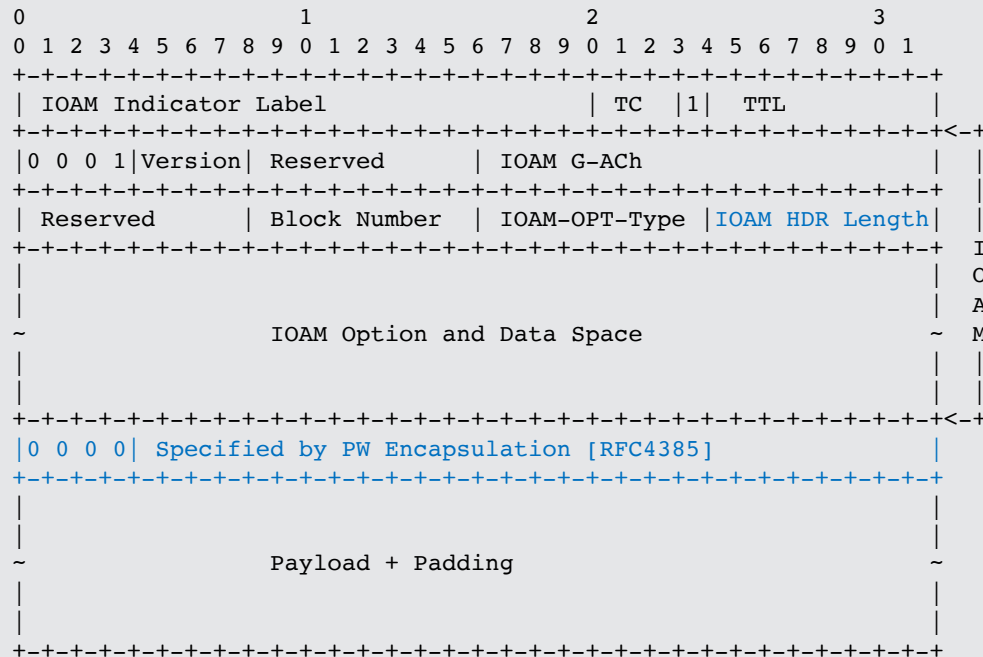 0                   1                   2                   3
0 1 2 3 4 5 6 7 8 9 0 1 2 3 4 5 6 7 8 9 0 1 2 3 4 5 6 7 8 9 0 1
+-+-+-+-+-+-+-+-+-+-+-+-+-+-+-+-+-+-+-+-+-+-+-+-+-+-+-+-+-+-+-+-+
| IOAM Indicator Label                  | TC  |1|  TTL          |
+-+-+-+-+-+-+-+-+-+-+-+-+-+-+-+-+-+-+-+-+-+-+-+-+-+-+-+-+-+-+-+-+<-+
|0 0 0 1|Version| Reserved      | IOAM G-ACh                    |  |
+-+-+-+-+-+-+-+-+-+-+-+-+-+-+-+-+-+-+-+-+-+-+-+-+-+-+-+-+-+-+-+-+  |
| Reserved      | Block Number  | IOAM-OPT-Type |IOAM HDR Length|  |
+-+-+-+-+-+-+-+-+-+-+-+-+-+-+-+-+-+-+-+-+-+-+-+-+-+-+-+-+-+-+-+-+  I
|                                                               |  O
|                                                               |  A
~                 IOAM Option and Data Space                    ~  M
|                                                               |  |
|                                                               |  |
+-+-+-+-+-+-+-+-+-+-+-+-+-+-+-+-+-+-+-+-+-+-+-+-+-+-+-+-+-+-+-+-+<-+
|0 0 0 0| Specified by PW Encapsulation [RFC4385]               |
+-+-+-+-+-+-+-+-+-+-+-+-+-+-+-+-+-+-+-+-+-+-+-+-+-+-+-+-+-+-+-+-+
|                                                               |
|                                                               |
~                 Payload + Padding                             ~
|                                                               |
|                                                               |
+-+-+-+-+-+-+-+-+-+-+-+-+-+-+-+-+-+-+-+-+-+-+-+-+-+-+-+-+-+-+-+-+